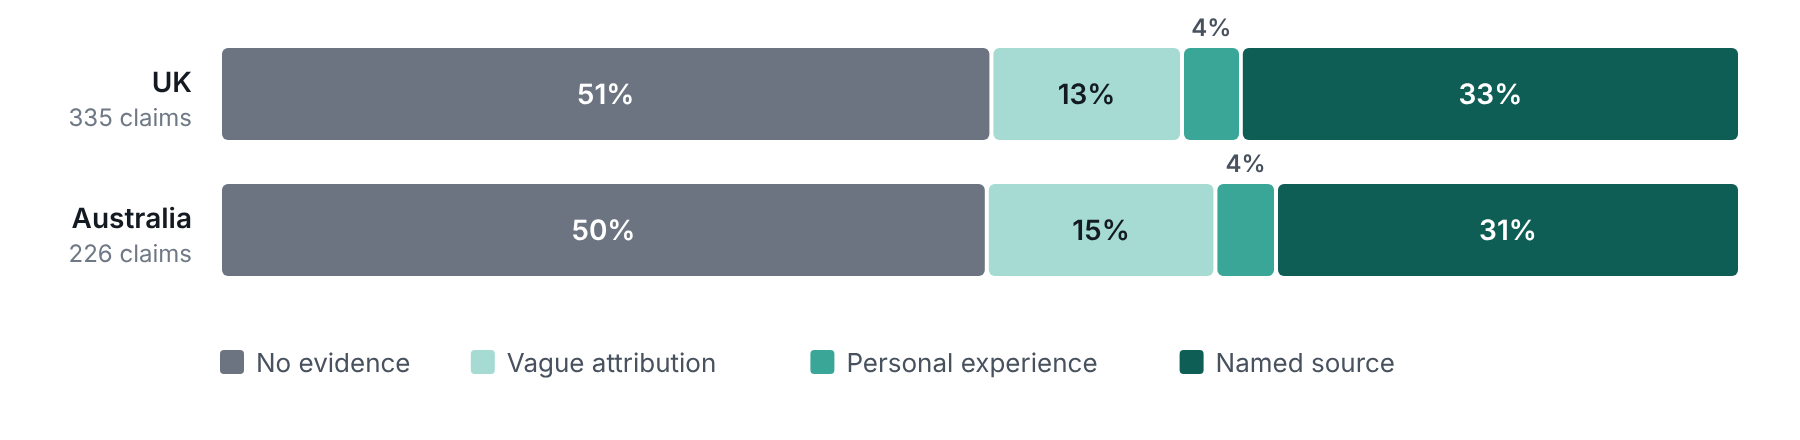 4%
UK
335 claims
51%
13%
33%
4%
Australia
226 claims
50%
15%
31%
No evidence
Vague attribution
Personal experience
Named source